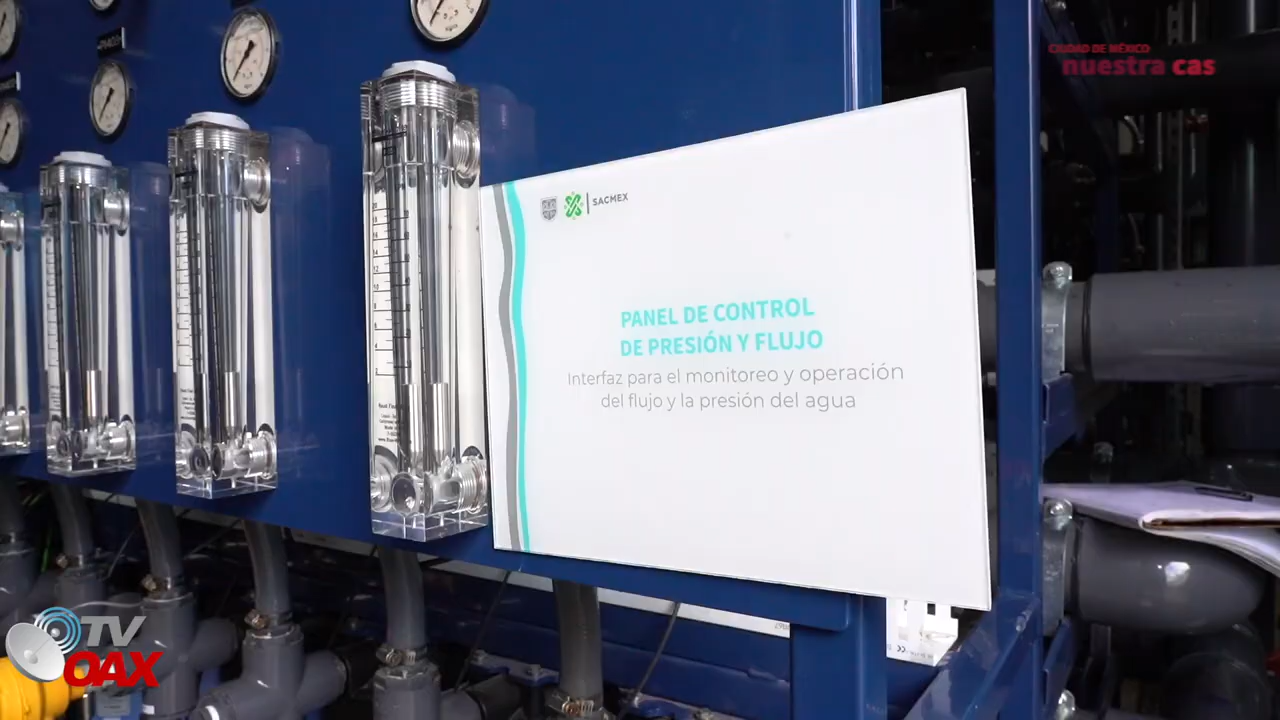 CIUDAD DE MÉXICO
nuestra cas
SACMEX
PANEL DE CONTROL
DE PRESIÓN Y FLUJO
Interfaz para el monitoreo y operación
del flujo y la presión del agua
TV
OAX